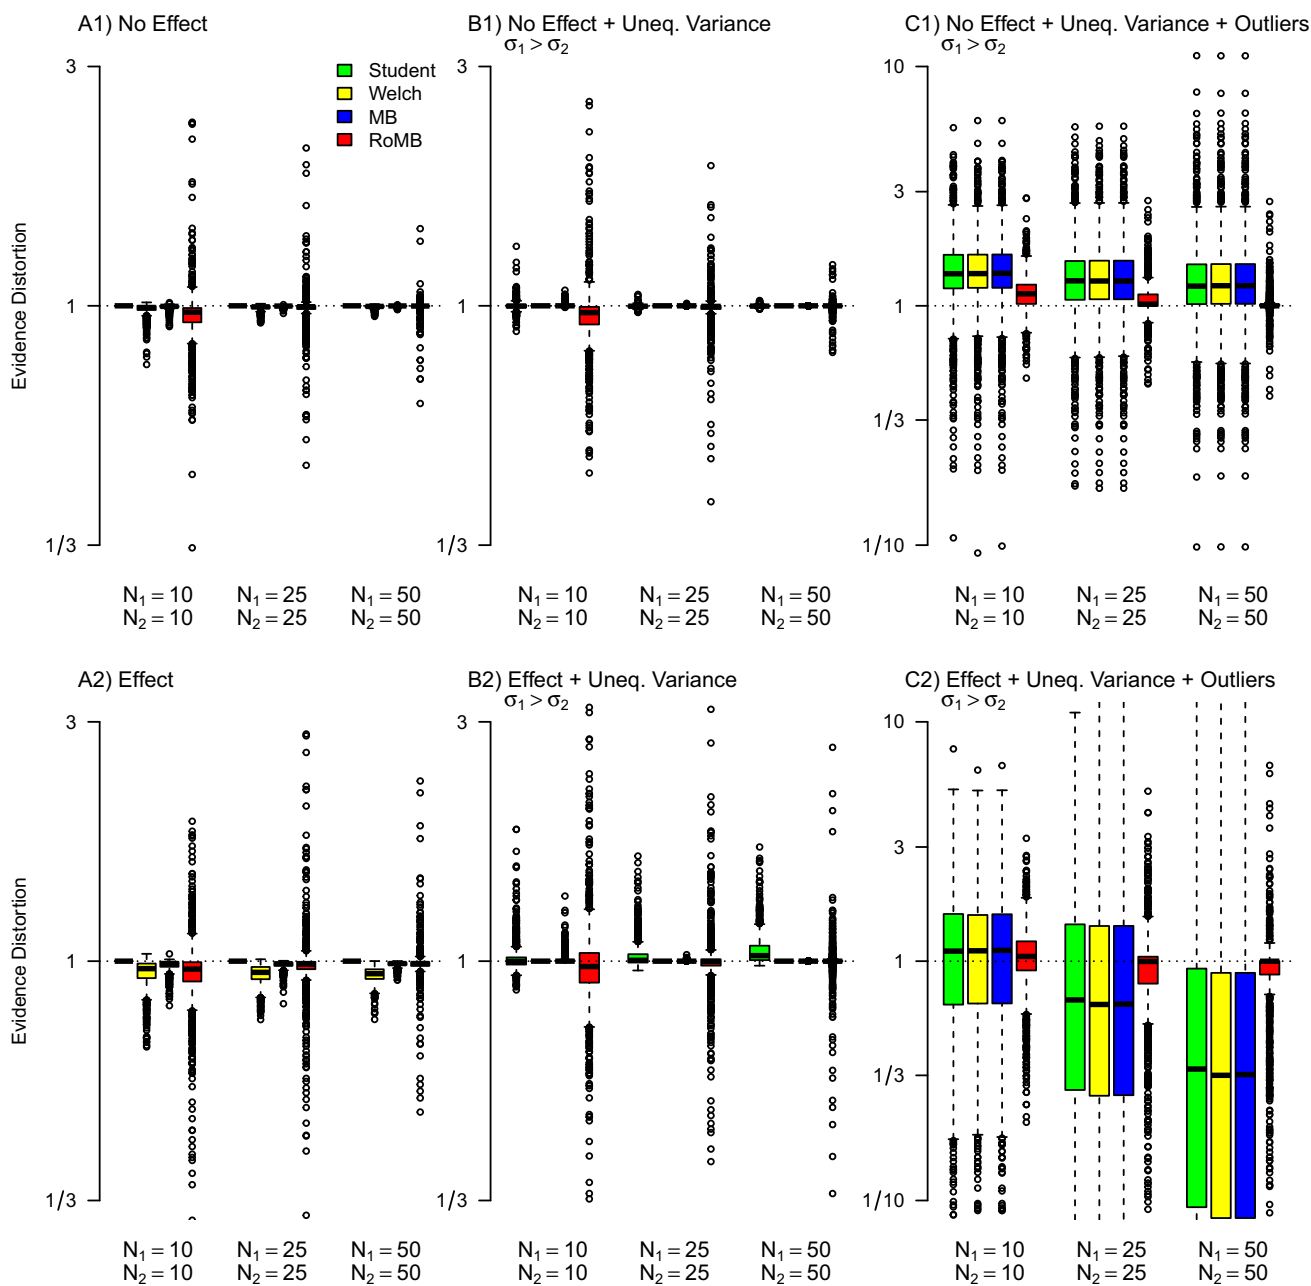 A1) No Effect
B1) No Effect + Uneq. Variance
σ1 > σ2
C1) No Effect + Uneq. Variance + Outliers
σ1 > σ2
Student
Welch
MB
RoMB
Evidence Distortion
3
1
1/3
3
1
1/3
10
3
1
1/3
1/10
N1 = 10
N2 = 10
N1 = 25
N2 = 25
N1 = 50
N2 = 50
N1 = 10
N2 = 10
N1 = 25
N2 = 25
N1 = 50
N2 = 50
N1 = 10
N2 = 10
N1 = 25
N2 = 25
N1 = 50
N2 = 50
A2) Effect
B2) Effect + Uneq. Variance
σ1 > σ2
C2) Effect + Uneq. Variance + Outliers
σ1 > σ2
Evidence Distortion
3
1
1/3
3
1
1/3
10
3
1
1/3
1/10
N1 = 10
N2 = 10
N1 = 25
N2 = 25
N1 = 50
N2 = 50
N1 = 10
N2 = 10
N1 = 25
N2 = 25
N1 = 50
N2 = 50
N1 = 10
N2 = 10
N1 = 25
N2 = 25
N1 = 50
N2 = 50